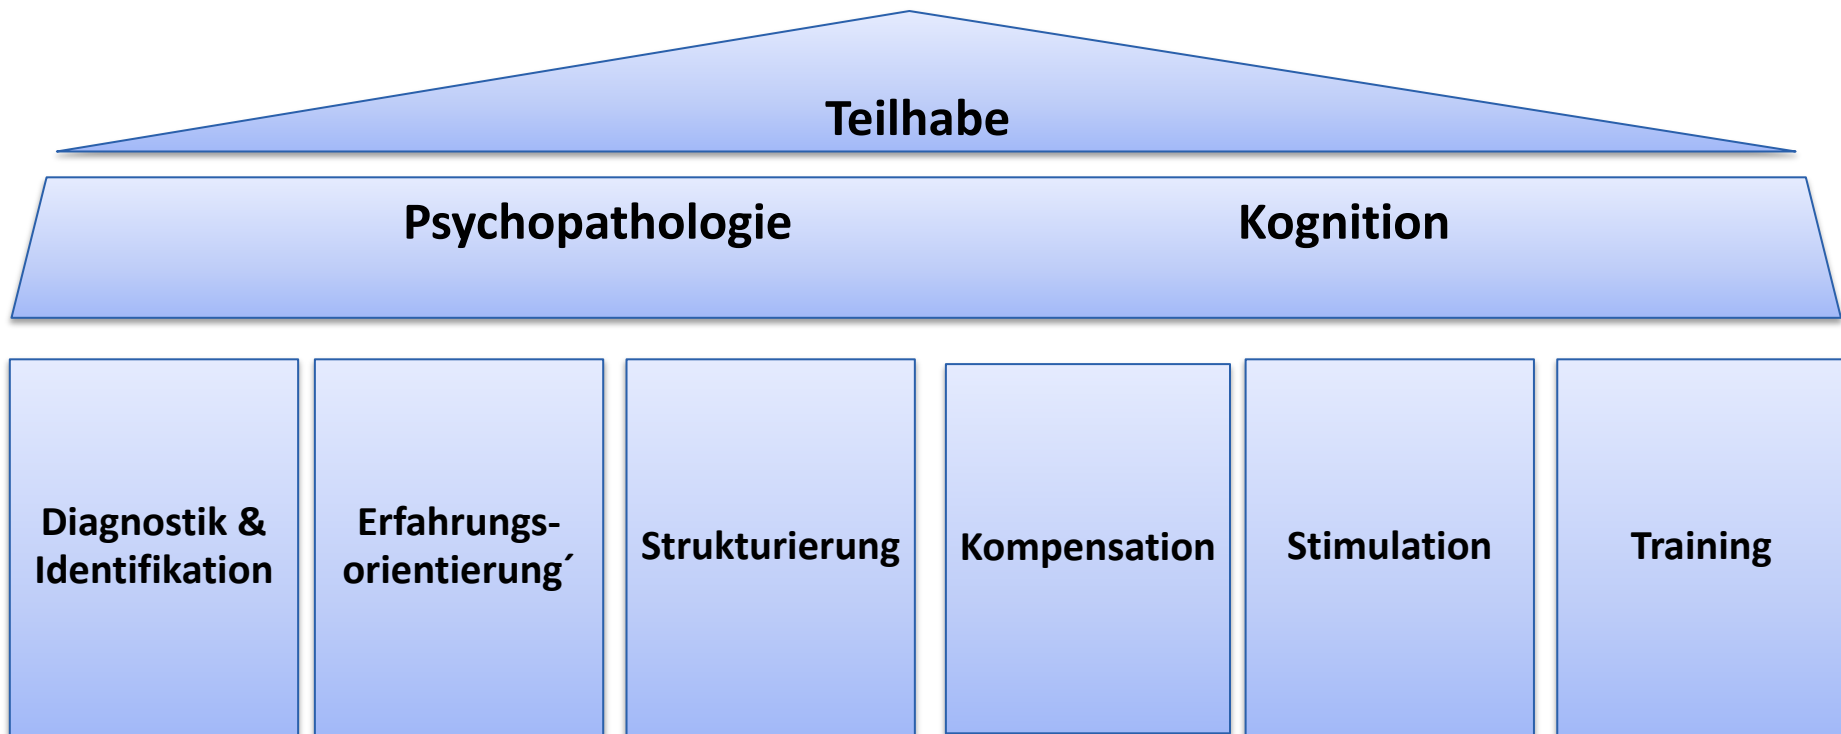 Teilhabe
Psychopathologie Kognition
Diagnostik &
Identifikation
Erfahrungs-
orientierung´
Strukturierung
Kompensation
Stimulation
Training